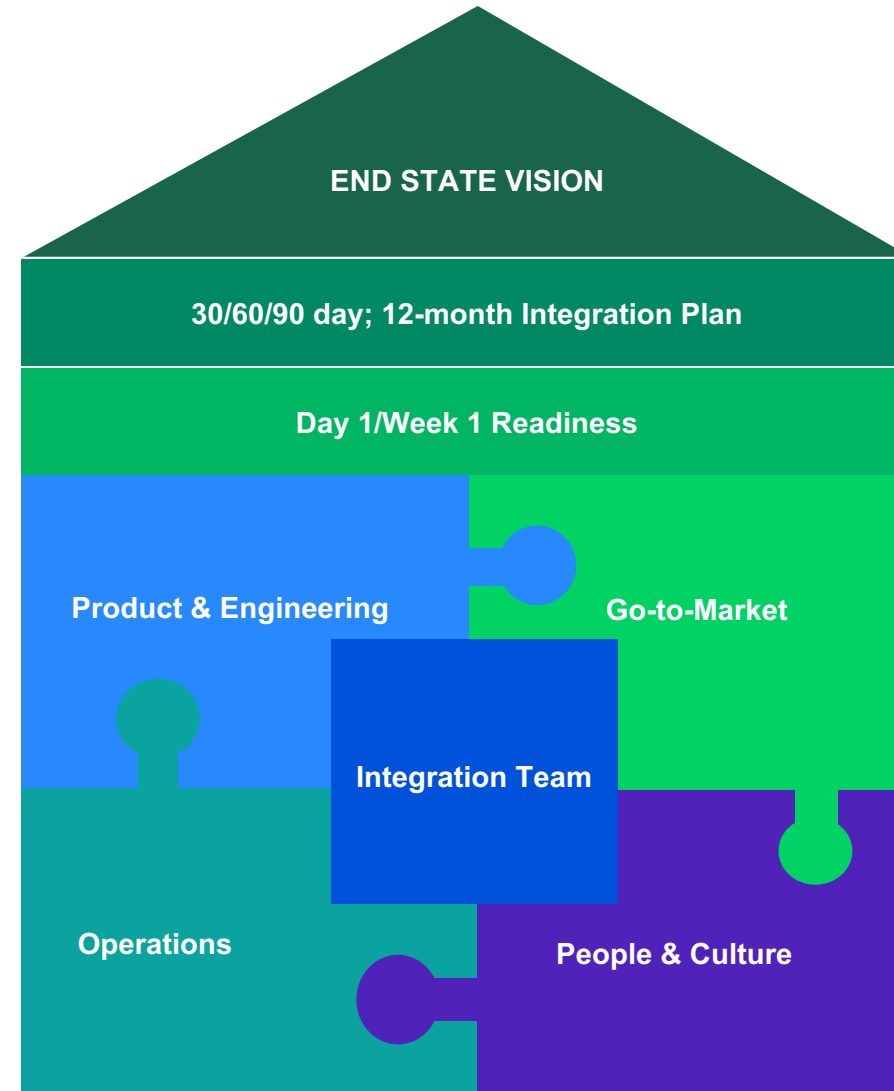 END STATE VISION
30/60/90 day; 12-month Integration Plan
Day 1/Week 1 Readiness
Product & Engineering
Go-to-Market
Integration Team
Operations
People & Culture